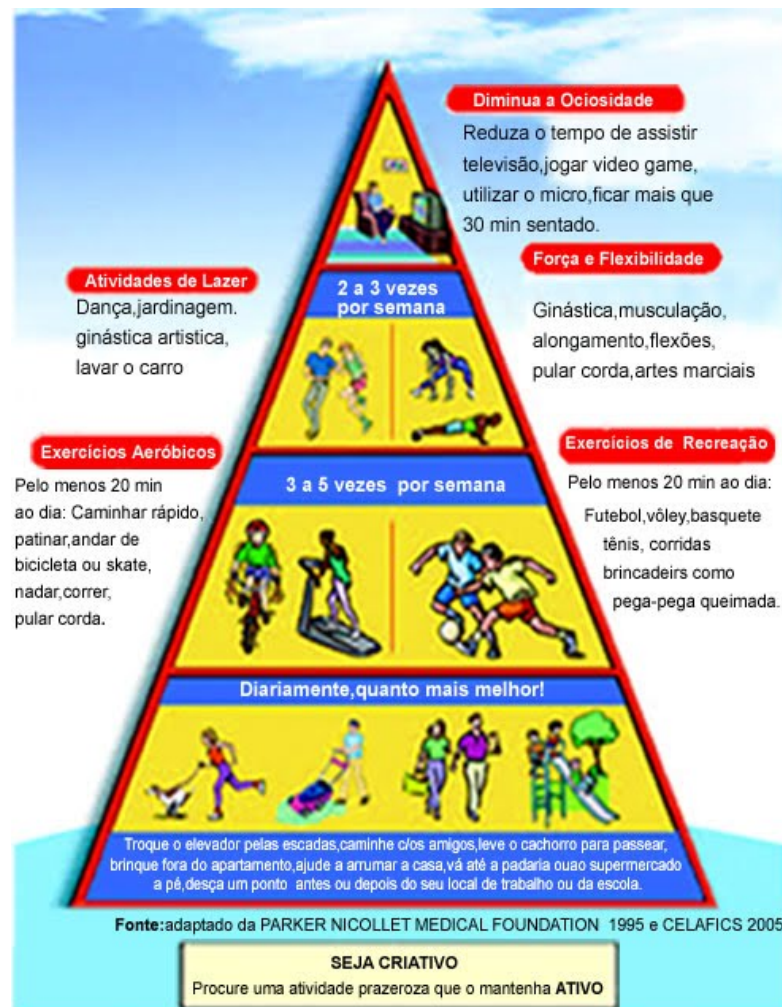 Diminua a Ociosidade
Reduza o tempo de assistir
televisão,jogar video game,
utilizar o micro,ficar mais que
30 min sentado.
Atividades de Lazer
Dança,jardinagem.
ginástica artistica,
lavar o carro
2 a 3 vezes
por semana
Força e Flexibilidade
Ginástica,musculação,
alongamento,flexões,
pular corda,artes marciais
Exercícios Aeróbicos
Pelo menos 20 min
ao dia: Caminhar rápido,
patinar,andar de
bicicleta ou skate,
nadar,correr,
pular corda.
3 a 5 vezes por semana
Exercícios de Recreação
Pelo menos 20 min ao dia:
Futebol,vôley,basquete
tênis, corridas
brincadeirs como
pega-pega queimada.
Diariamente,quanto mais melhor!
Troque o elevador pelas escadas,caminhe c/os amigos,leve o cachorro para passear,
brinque fora do apartamento,ajude a arrumar a casa,vá até a padaria ouao supermercado
a pé,desça um ponto antes ou depois do seu local de trabalho ou da escola.
Fonte:adaptado da PARKER NICOLLET MEDICAL FOUNDATION 1995 e CELAFICS 2005
SEJA CRIATIVO
Procure uma atividade prazeroza que o mantenha ATIVO